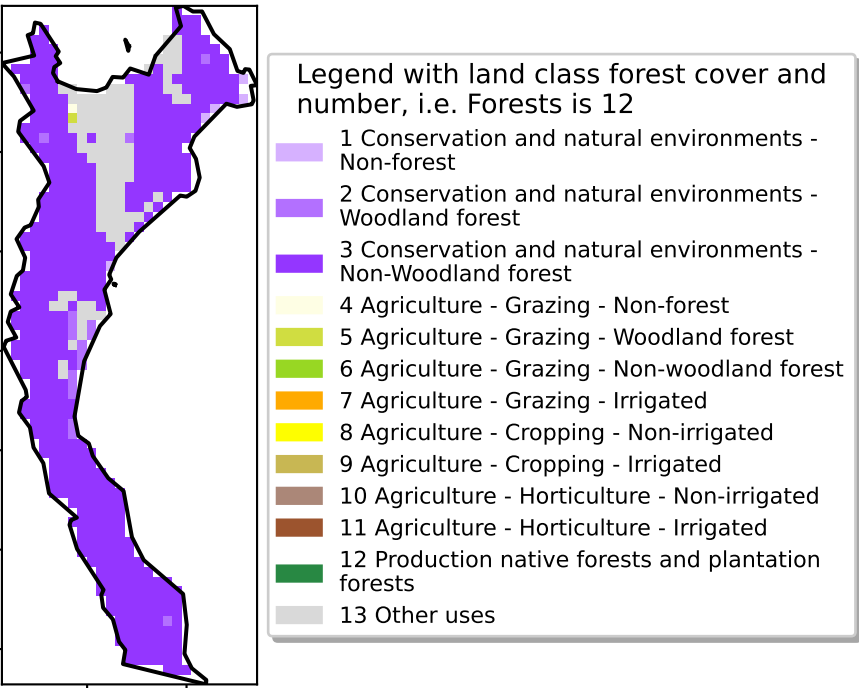 Legend with land class forest cover and
number, i.e. Forests is 12
1 Conservation and natural environments -
Non-forest
2 Conservation and natural environments -
Woodland forest
3 Conservation and natural environments -
Non-Woodland forest
4 Agriculture - Grazing - Non-forest
5 Agriculture - Grazing - Woodland forest
6 Agriculture - Grazing - Non-woodland forest
7 Agriculture - Grazing - Irrigated
8 Agriculture - Cropping - Non-irrigated
9 Agriculture - Cropping - Irrigated
10 Agriculture - Horticulture - Non-irrigated
11 Agriculture - Horticulture - Irrigated
12 Production native forests and plantation
forests
13 Other uses